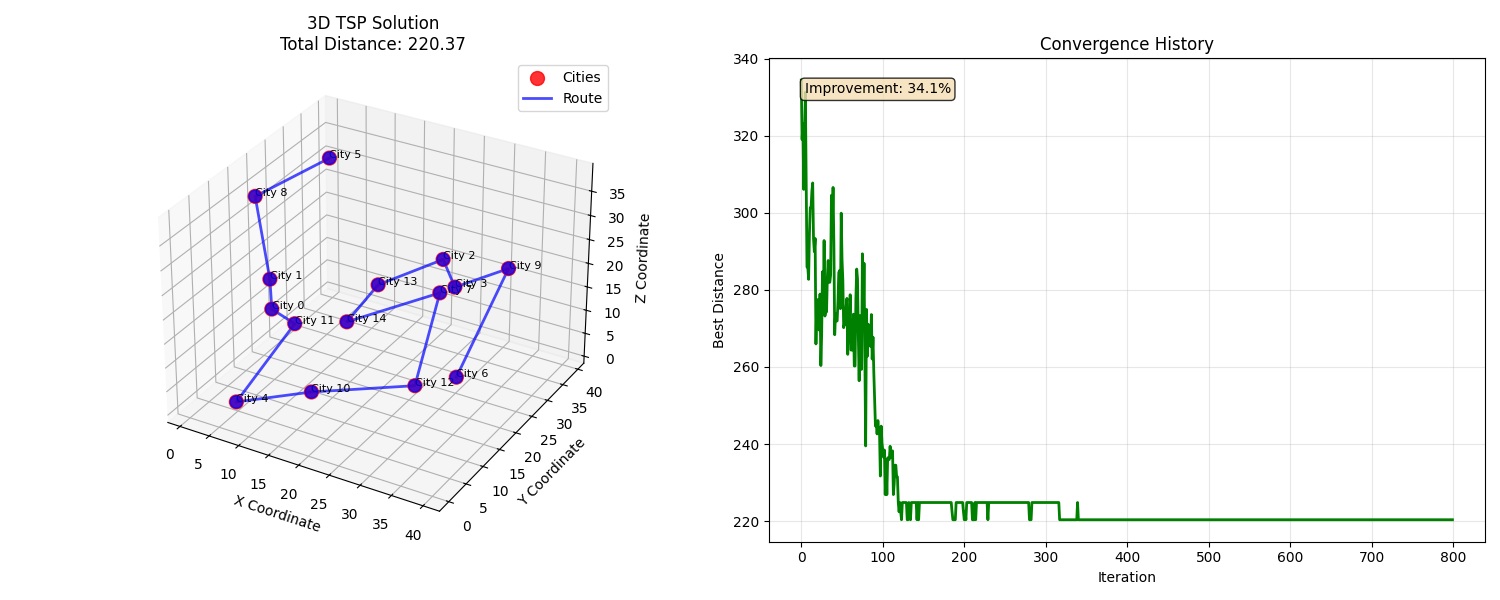 3D TSP Solution
Total Distance: 220.37
Cities
Route
City 5
City 8
City 2
City 9
City 1
City 13
City 3
City 0
City 11
City 14
City 6
City 12
City 10
City 4
35
30
25
20
15
10
5
0
Z Coordinate
0
5
10
15
20
25
30
35
40
X Coordinate
0
5
10
15
20
25
30
35
40
Y Coordinate
Convergence History
Improvement: 34.1%
340
320
300
280
260
240
220
Best Distance
0 100 200 300 400 500 600 700 800
Iteration